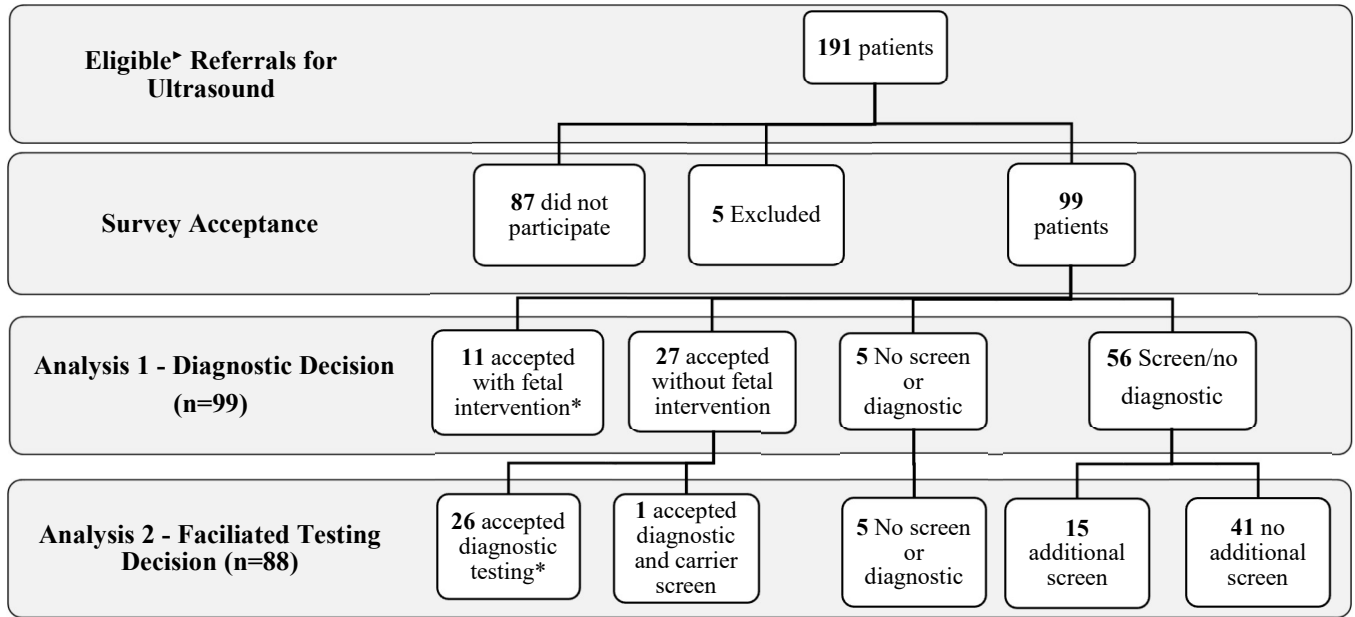 Eligible‣ Referrals for
Ultrasound
191 patients
Survey Acceptance
87 did not
participate
5 Excluded
99
patients
Analysis 1 - Diagnostic Decision
(n=99)
11 accepted
with fetal
intervention*
27 accepted
without fetal
intervention
5 No screen
or
diagnostic
56 Screen/no
diagnostic
Analysis 2 - Faciliated Testing
Decision (n=88)
26 accepted
diagnostic
testing*
1 accepted
diagnostic
and carrier
screen
5 No screen
or
diagnostic
15
additional
screen
41 no
additional
screen